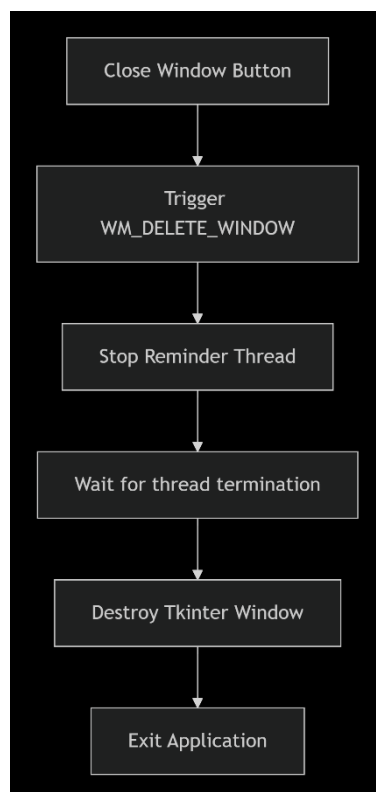 Close Window Button
Trigger
WM_DELETE_WINDOW
Stop Reminder Thread
Wait for thread termination
Destroy Tkinter Window
Exit Application